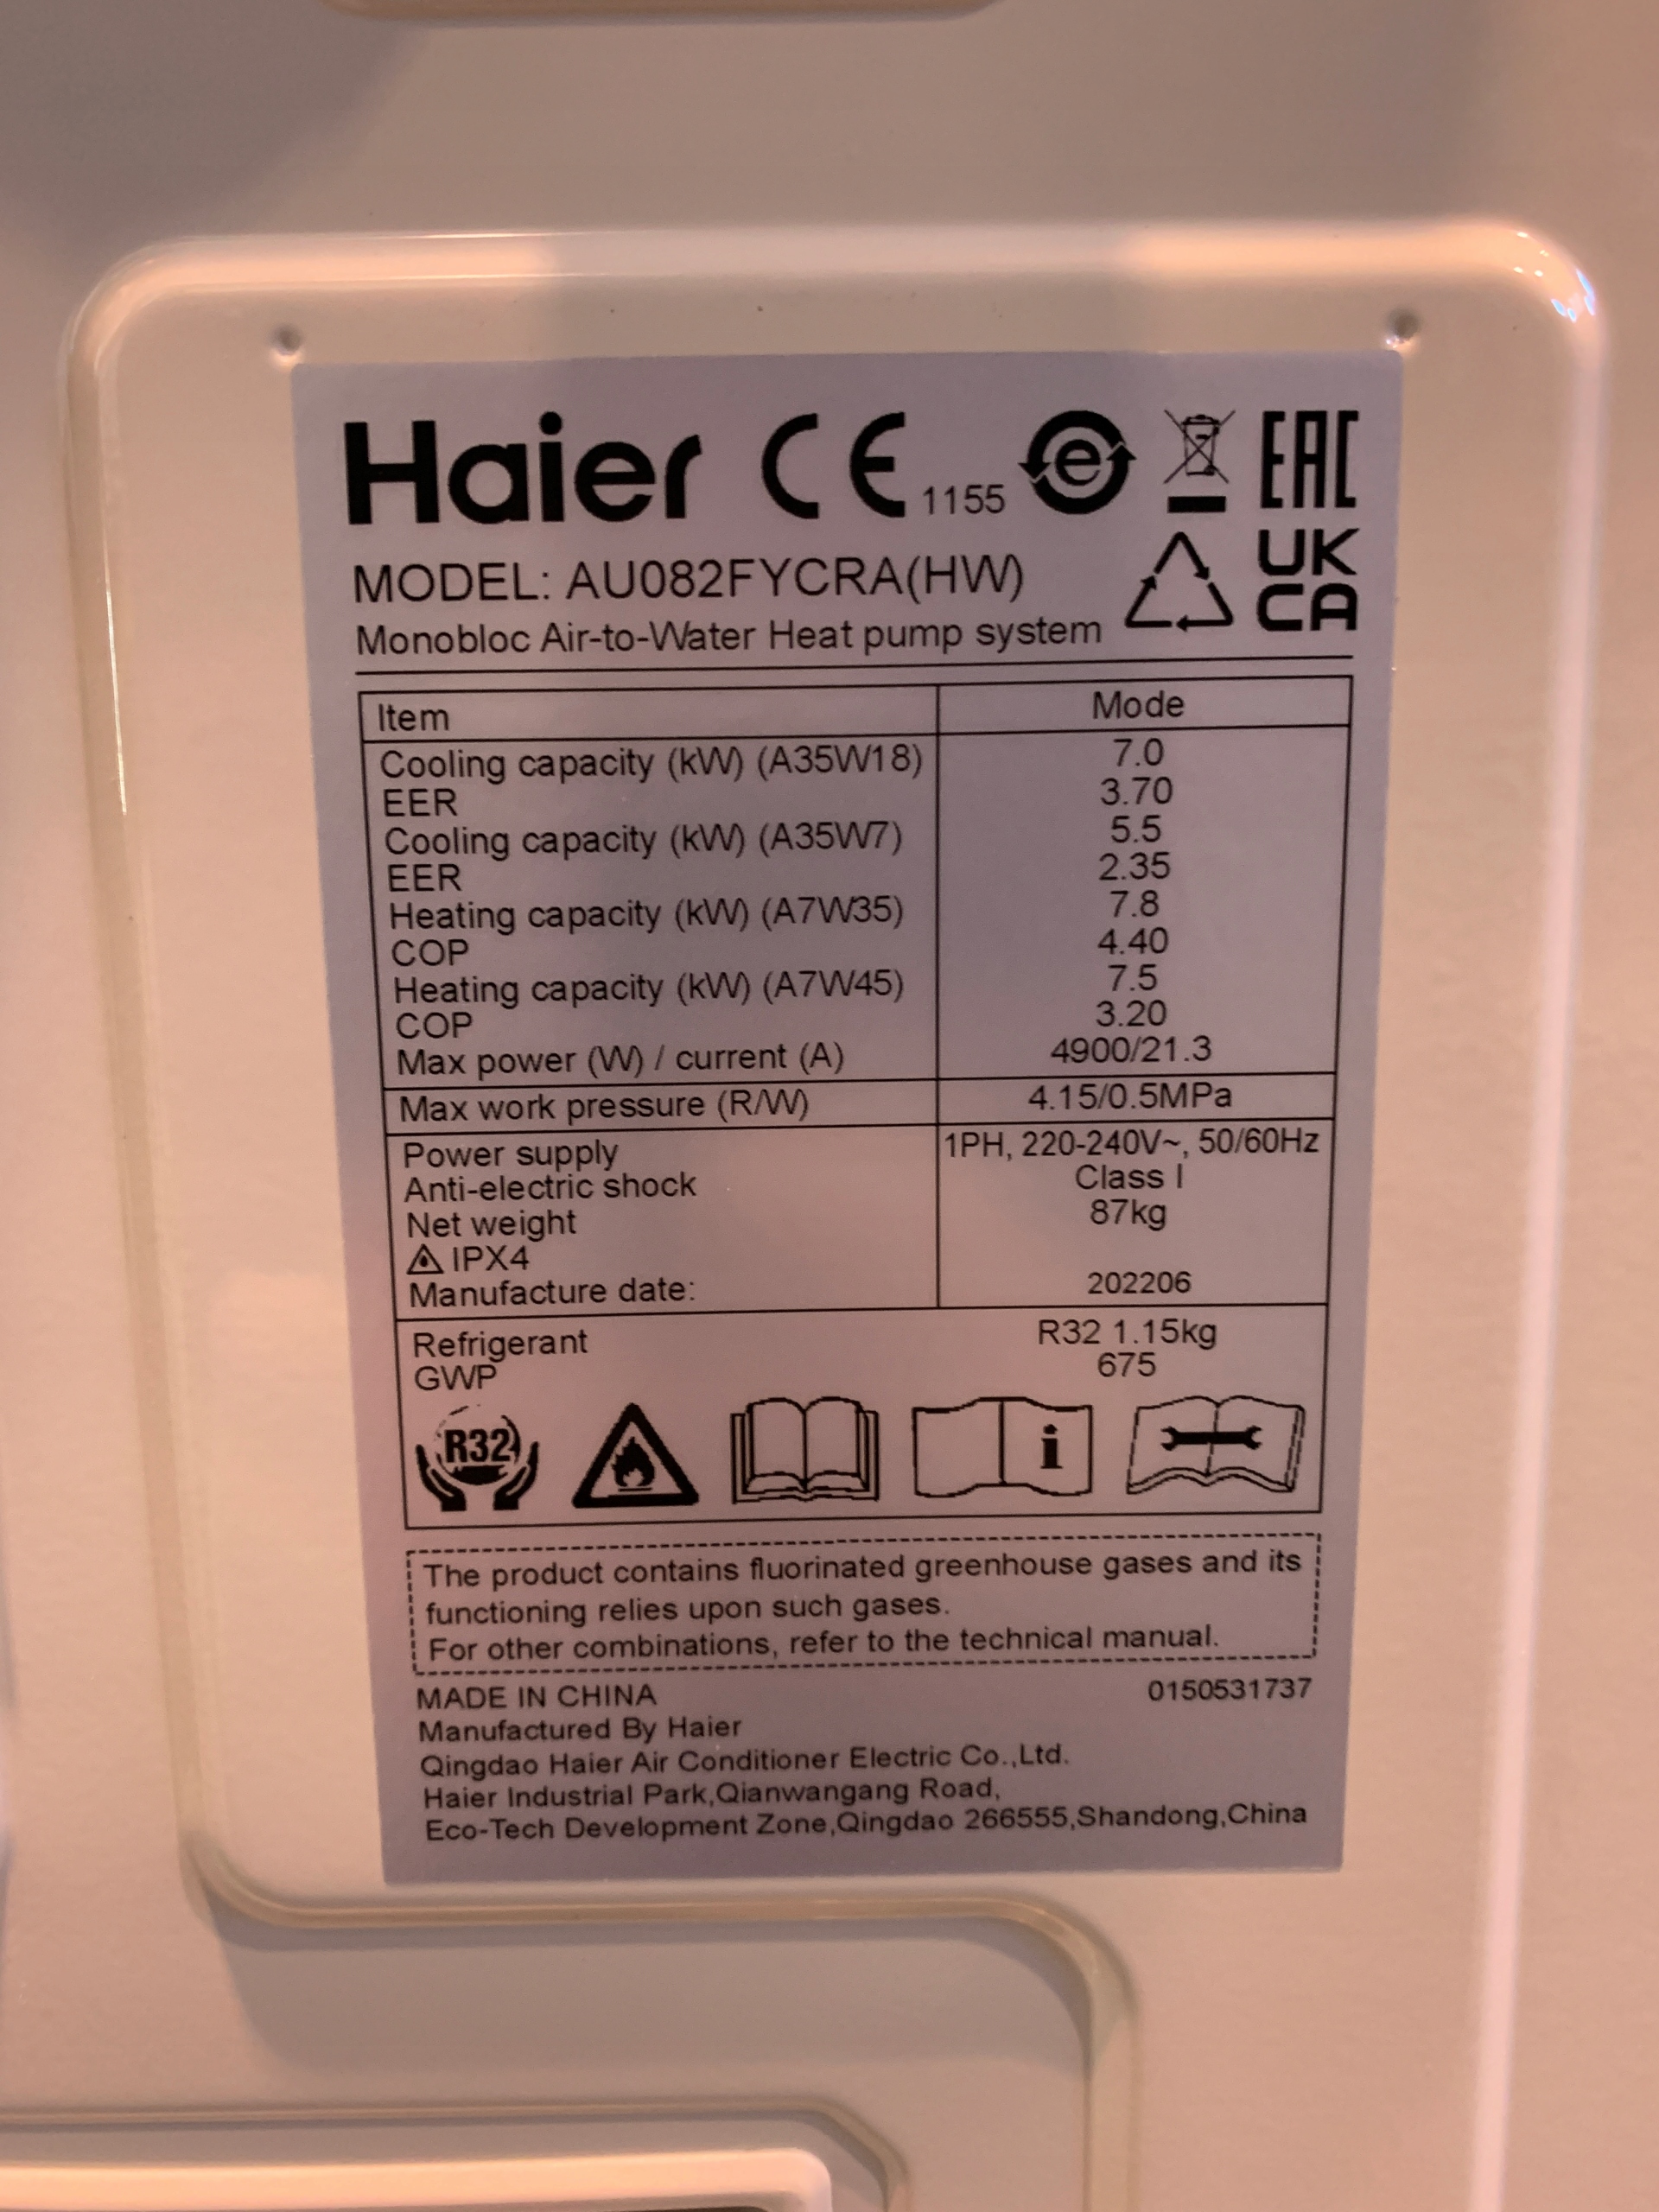 Haier CE 1155 e EAC
MODEL: AU082FYCRA(HW)
UK
CA
Monobloc Air-to-Water Heat pump system
Item Mode
Cooling capacity (kW) (A35W18) 7.0
EER 3.70
Cooling capacity (kW) (A35W7) 5.5
EER 2.35
Heating capacity (kW) (A7W35) 7.8
COP 4.40
Heating capacity (kW) (A7W45) 7.5
COP 3.20
Max power (W) / current (A) 4900/21.3
Max work pressure (R/W) 4.15/0.5MPa
Power supply 1PH, 220-240V~, 50/60Hz
Anti-electric shock Class I
Net weight 87kg
IPX4
Manufacture date: 202206
Refrigerant R32 1.15kg
GWP 675
R32 i
The product contains fluorinated greenhouse gases and its
functioning relies upon such gases.
For other combinations, refer to the technical manual.
MADE IN CHINA 0150531737
Manufactured By Haier
Qingdao Haier Air Conditioner Electric Co.,Ltd.
Haier Industrial Park,Qianwangang Road,
Eco-Tech Development Zone,Qingdao 266555,Shandong,China